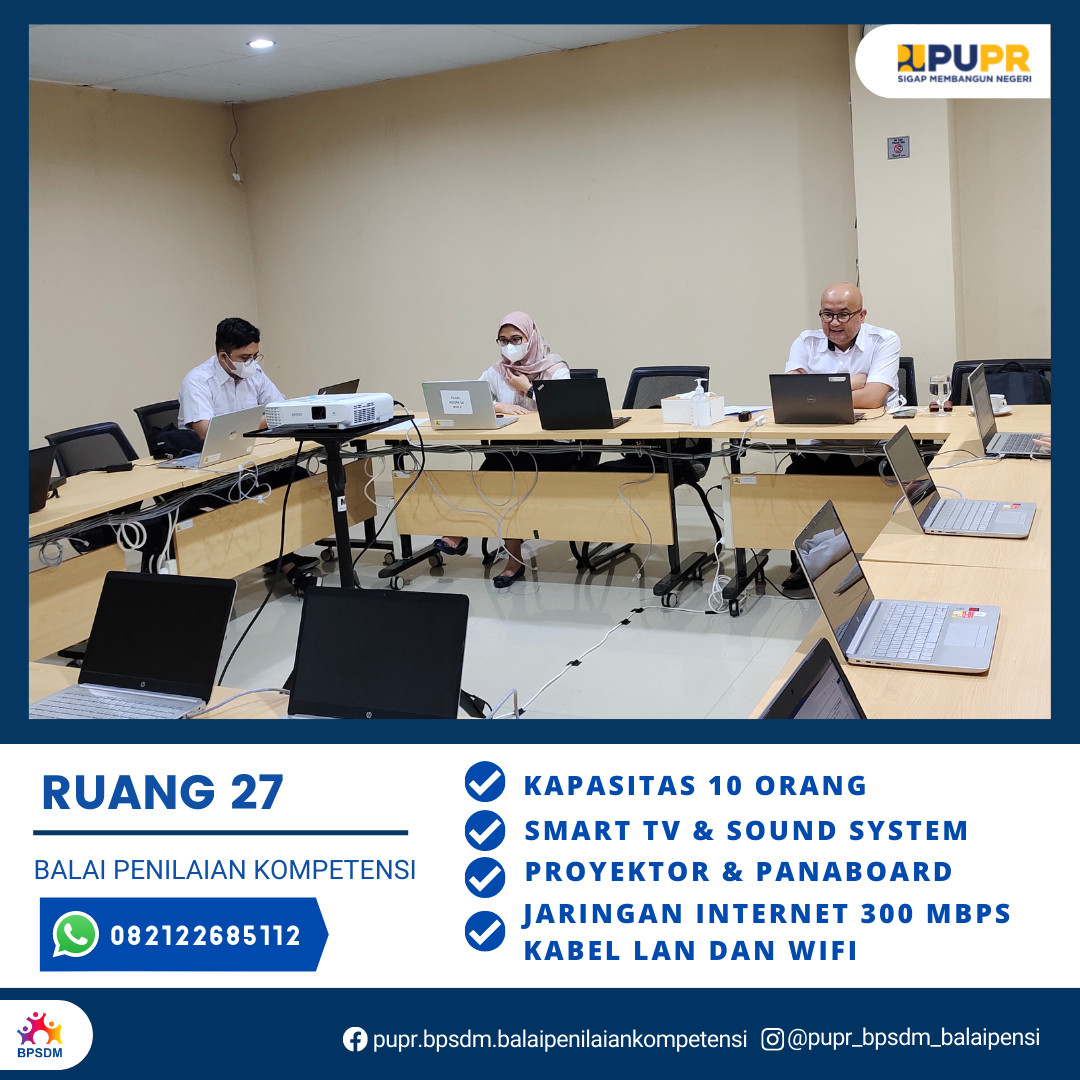 PUPR
SIGAP MEMBANGUN NEGERI
EPSON
RUANG 27
BALAI PENILAIAN KOMPETENSI
082122685112
KAPASITAS 10 ORANG
SMART TV & SOUND SYSTEM
PROYEKTOR & PANABOARD
JARINGAN INTERNET 300 MBPS
KABEL LAN DAN WIFI
BPSDM
pupr.bpsdm.balaipenilaiankompetensi
@pupr_bpsdm_balaipensi